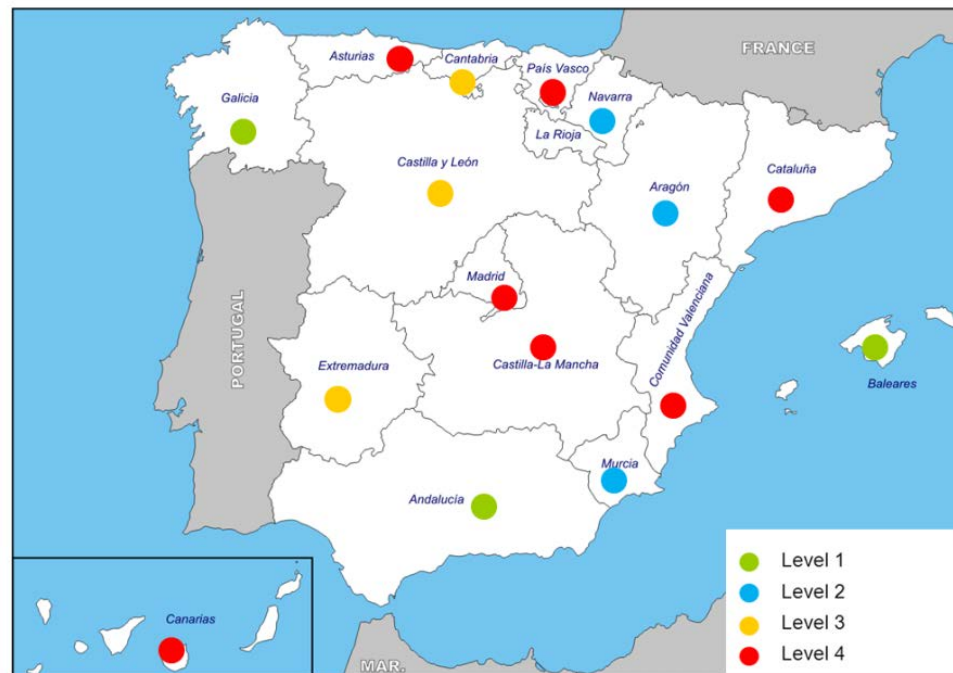 FRANCE
Asturias
Cantabria
País Vasco
Galicia
Navarra
La Rioja
Castilla y León
Cataluña
Aragón
Madrid
PORTUGAL
Comunidad Valenciana
Extremadura
Castilla-La Mancha
Baleares
Murcia
Andalucía
Level 1
Level 2
Level 3
Level 4
Canarias
MAR.